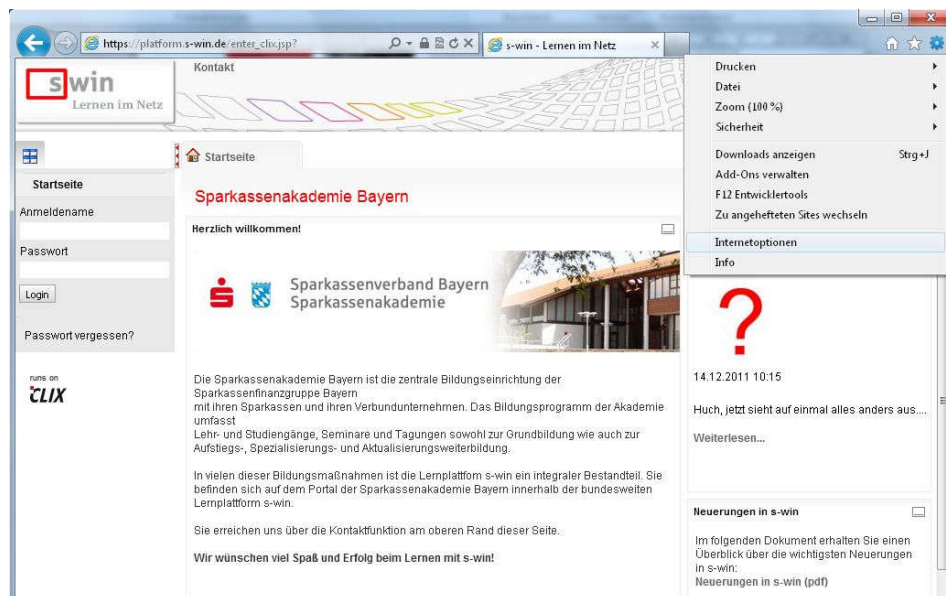 https://platform.s-win.de/enter_clix.jsp?
s-win - Lernen im Netz
s win
Lernen im Netz
Kontakt
Startseite
Startseite
Anmeldename
Passwort
Login
Passwort vergessen?
runs on
CLIX
Sparkassenakademie Bayern
Herzlich willkommen!
Sparkassenverband Bayern
Sparkassenakademie
Die Sparkassenakademie Bayern ist die zentrale Bildungseinrichtung der
Sparkassenfinanzgruppe Bayern
mit ihren Sparkassen und ihren Verbundunternehmen. Das Bildungsprogramm der Akademie
umfasst
Lehr- und Studiengänge, Seminare und Tagungen sowohl zur Grundbildung wie auch zur
Aufstiegs-, Spezialisierungs- und Aktualisierungsweiterbildung.
In vielen dieser Bildungsmaßnahmen ist die Lernplattfom s-win ein integraler Bestandteil. Sie
befinden sich auf dem Portal der Sparkassenakademie Bayern innerhalb der bundesweiten
Lernplattform s-win.
Sie erreichen uns über die Kontaktfunktion am oberen Rand dieser Seite.
Wir wünschen viel Spaß und Erfolg beim Lernen mit s-win!
Drucken
Datei
Zoom (100 %)
Sicherheit
Downloads anzeigen Strg+J
Add-Ons verwalten
F12 Entwicklertools
Zu angehefteten Sites wechseln
Internetoptionen
Info
?
14.12.2011 10:15
Huch, jetzt sieht auf einmal alles anders aus....
Weiterlesen...
Neuerungen in s-win
Im folgenden Dokument erhalten Sie einen
Überblick über die wichtigsten Neuerungen
in s-win:
Neuerungen in s-win (pdf)